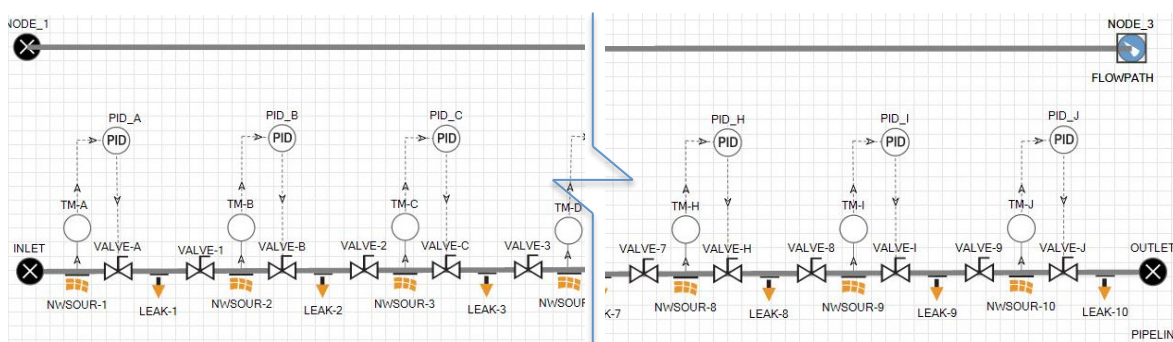 NODE_1
NODE_3
FLOWPATH
PID_A
PID_B
PID_C
PID_H
PID_I
PID_J
PID
PID
PID
PID
PID
PID
TM-A
TM-B
TM-C
TM-D
TM-H
TM-I
TM-J
INLET
VALVE-A
VALVE-1
VALVE-B
VALVE-2
VALVE-C
VALVE-3
VALVE-7
VALVE-H
VALVE-8
VALVE-I
VALVE-9
VALVE-J
OUTLET
NWSOUR-1
LEAK-1
NWSOUR-2
LEAK-2
NWSOUR-3
LEAK-3
NWSOUR
K-7
NWSOUR-8
LEAK-8
NWSOUR-9
LEAK-9
NWSOUR-10
LEAK-10
PIPELIN